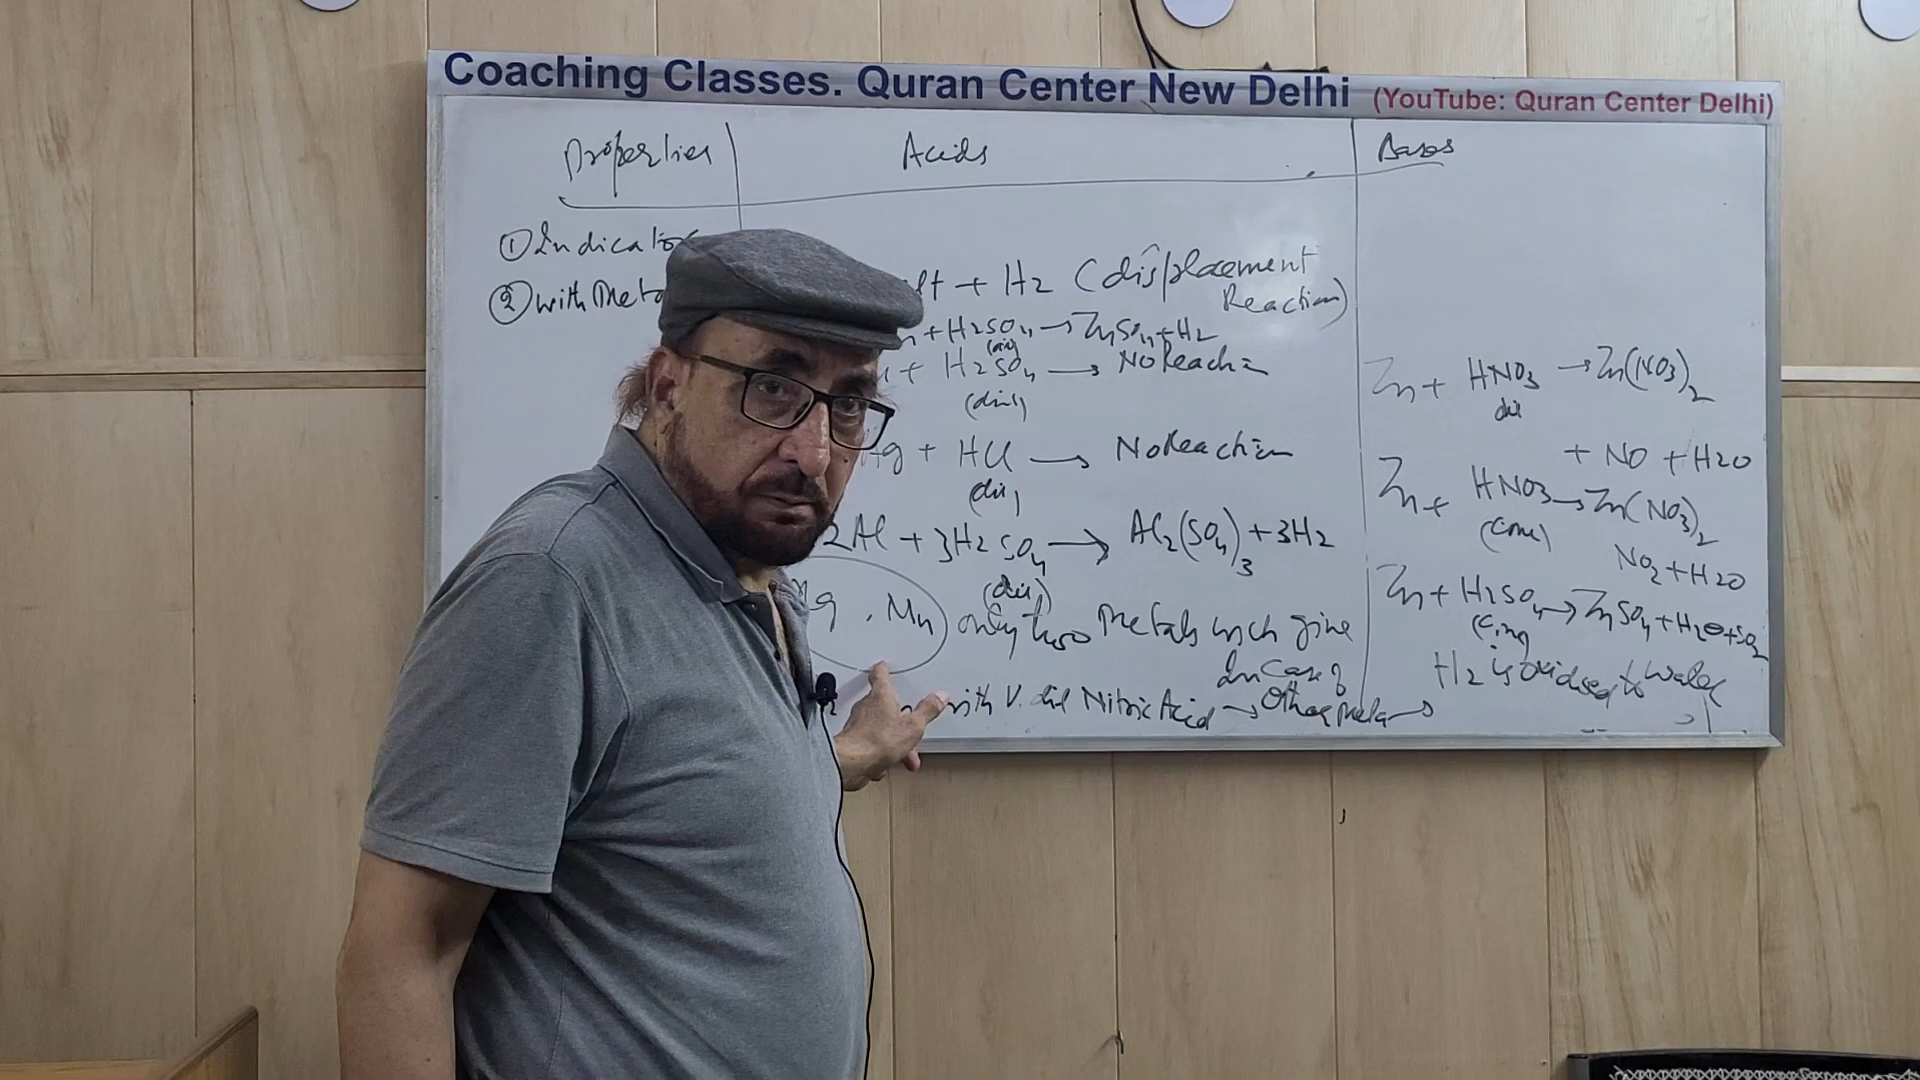 Coaching Classes. Quran Center New Delhi (YouTube: Quran Center Delhi)
Properties Acids Bases
① Indicator
② with Meta
+ H2 (displacement
Reaction)
+ H2SO4 → ZnSO4 + H2
+ H2SO4 → No Reaction
(dil)
Hg + HCl → No Reaction
(dil)
2Al + 3H2SO4 → Al2(SO4)3 + 3H2
(dil)
Mg, Mn only two Metals which give
with V. dil Nitric Acid → In Case of Other Metal →
Zn + HNO3 → Zn(NO3)2
dil
+ NO + H2O
Zn + HNO3 → Zn(NO3)2
(conc)
NO2 + H2O
Zn + H2SO4 → ZnSO4 + H2O + SO2
H2 is oxidised to water